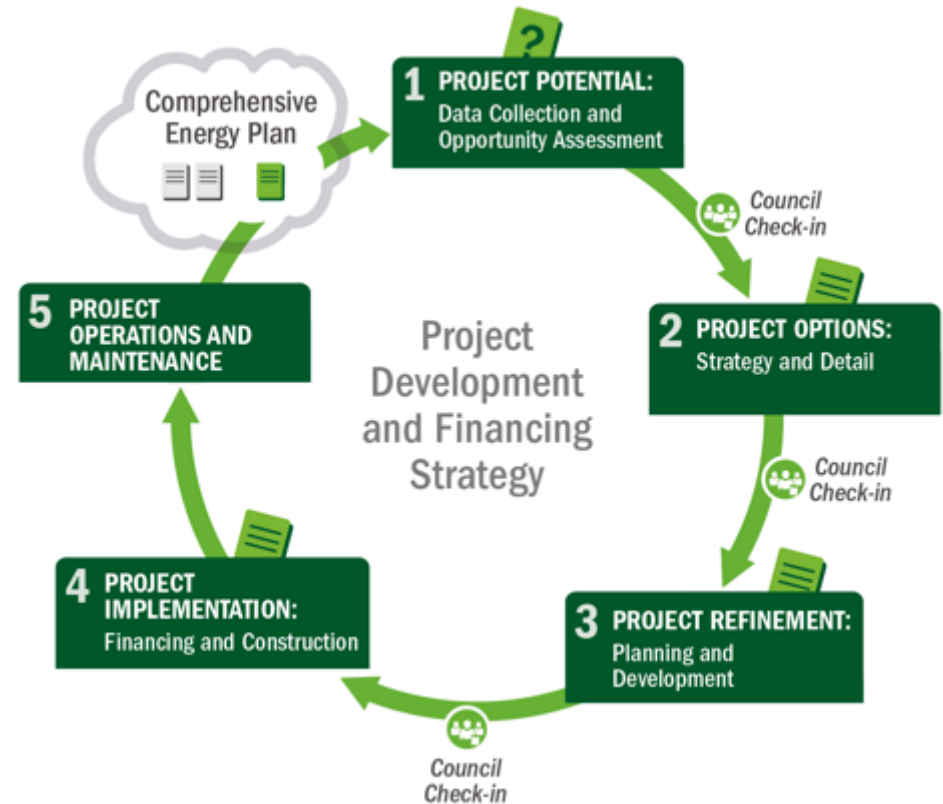 ?
1 PROJECT POTENTIAL:
Data Collection and
Opportunity Assessment
Comprehensive
Energy Plan
Council
Check-in
2 PROJECT OPTIONS:
Strategy and Detail
5 PROJECT
OPERATIONS AND
MAINTENANCE
Project
Development
and Financing
Strategy
Council
Check-in
4 PROJECT
IMPLEMENTATION:
Financing and Construction
3 PROJECT REFINEMENT:
Planning and
Development
Council
Check-in